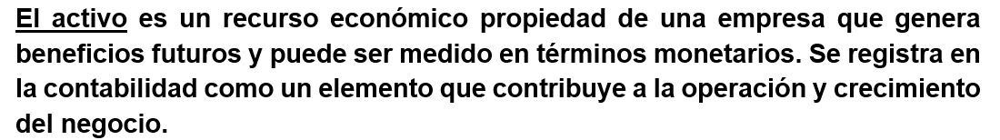 El activo es un recurso económico propiedad de una empresa que genera
beneficios futuros y puede ser medido en términos monetarios. Se registra en
la contabilidad como un elemento que contribuye a la operación y crecimiento
del negocio.